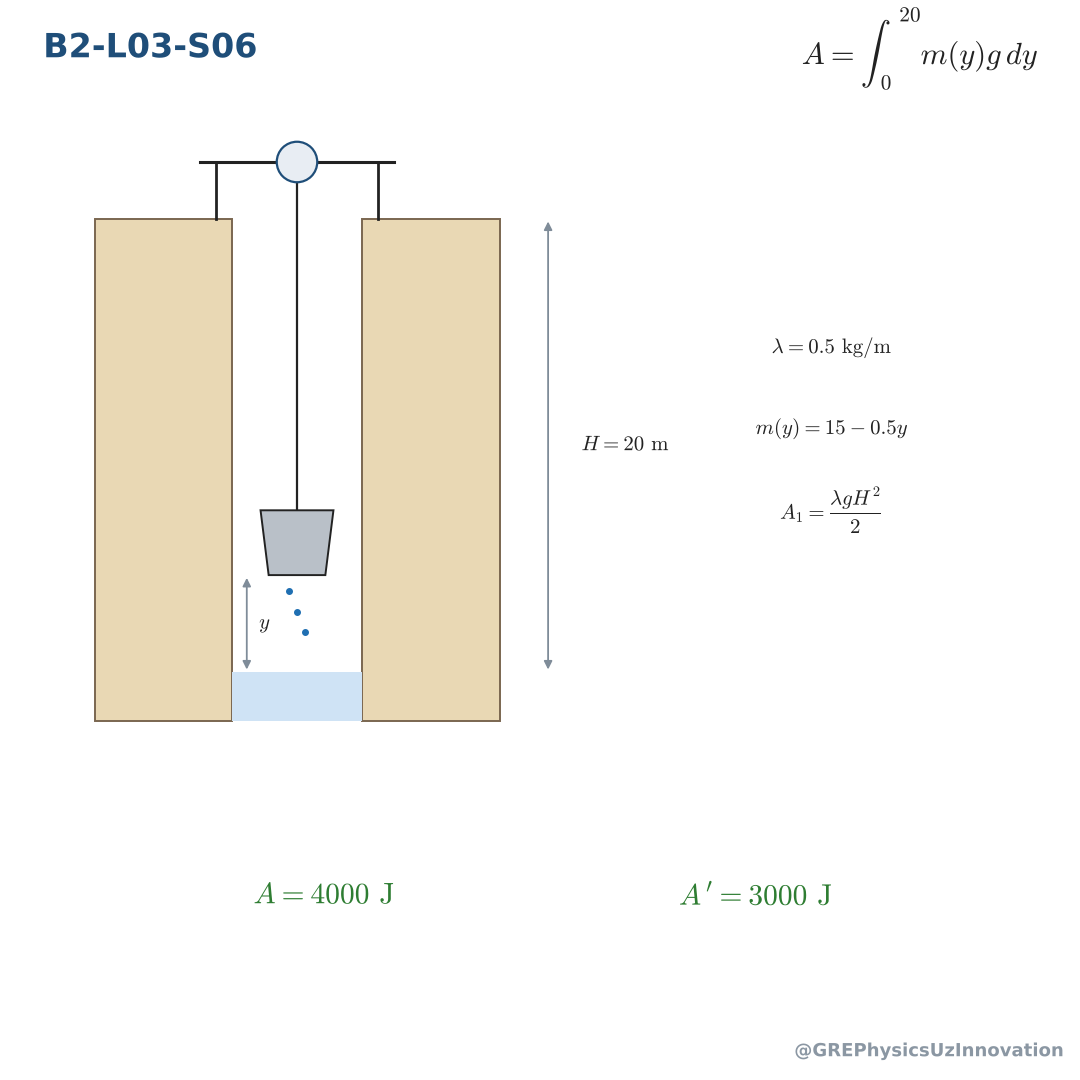 B2-L03-S06
A = ∫₀²⁰ m(y)g dy
λ = 0.5 kg/m
m(y) = 15 − 0.5y
H = 20 m
A₁ = λgH²/2
y
A = 4000 J
A′ = 3000 J
@GREPhysicsUzInnovation